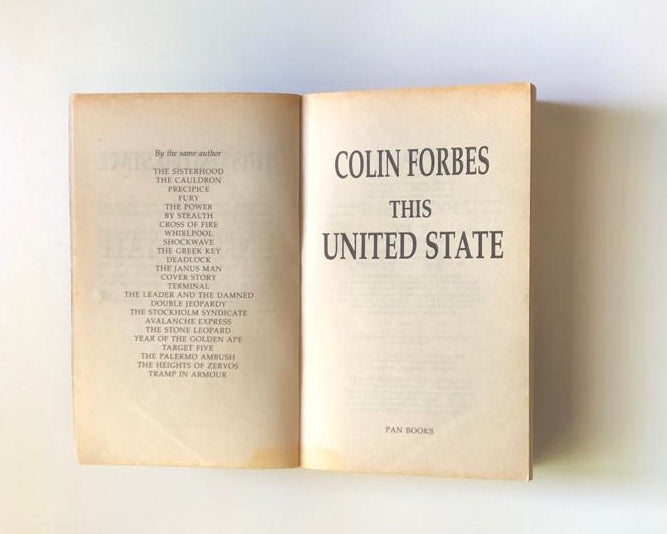 By the same author
THE SISTERHOOD
THE CAULDRON
PRECIPICE
FURY
THE POWER
BY STEALTH
CROSS OF FIRE
WHIRLPOOL
SHOCKWAVE
THE GREEK KEY
DEADLOCK
THE JANUS MAN
COVER STORY
TERMINAL
THE LEADER AND THE DAMNED
DOUBLE JEOPARDY
THE STOCKHOLM SYNDICATE
AVALANCHE EXPRESS
THE STONE LEOPARD
YEAR OF THE GOLDEN APE
TARGET FIVE
THE PALERMO AMBUSH
THE HEIGHTS OF ZERVOS
TRAMP IN ARMOUR
COLIN FORBES
THIS
UNITED STATE
PAN BOOKS